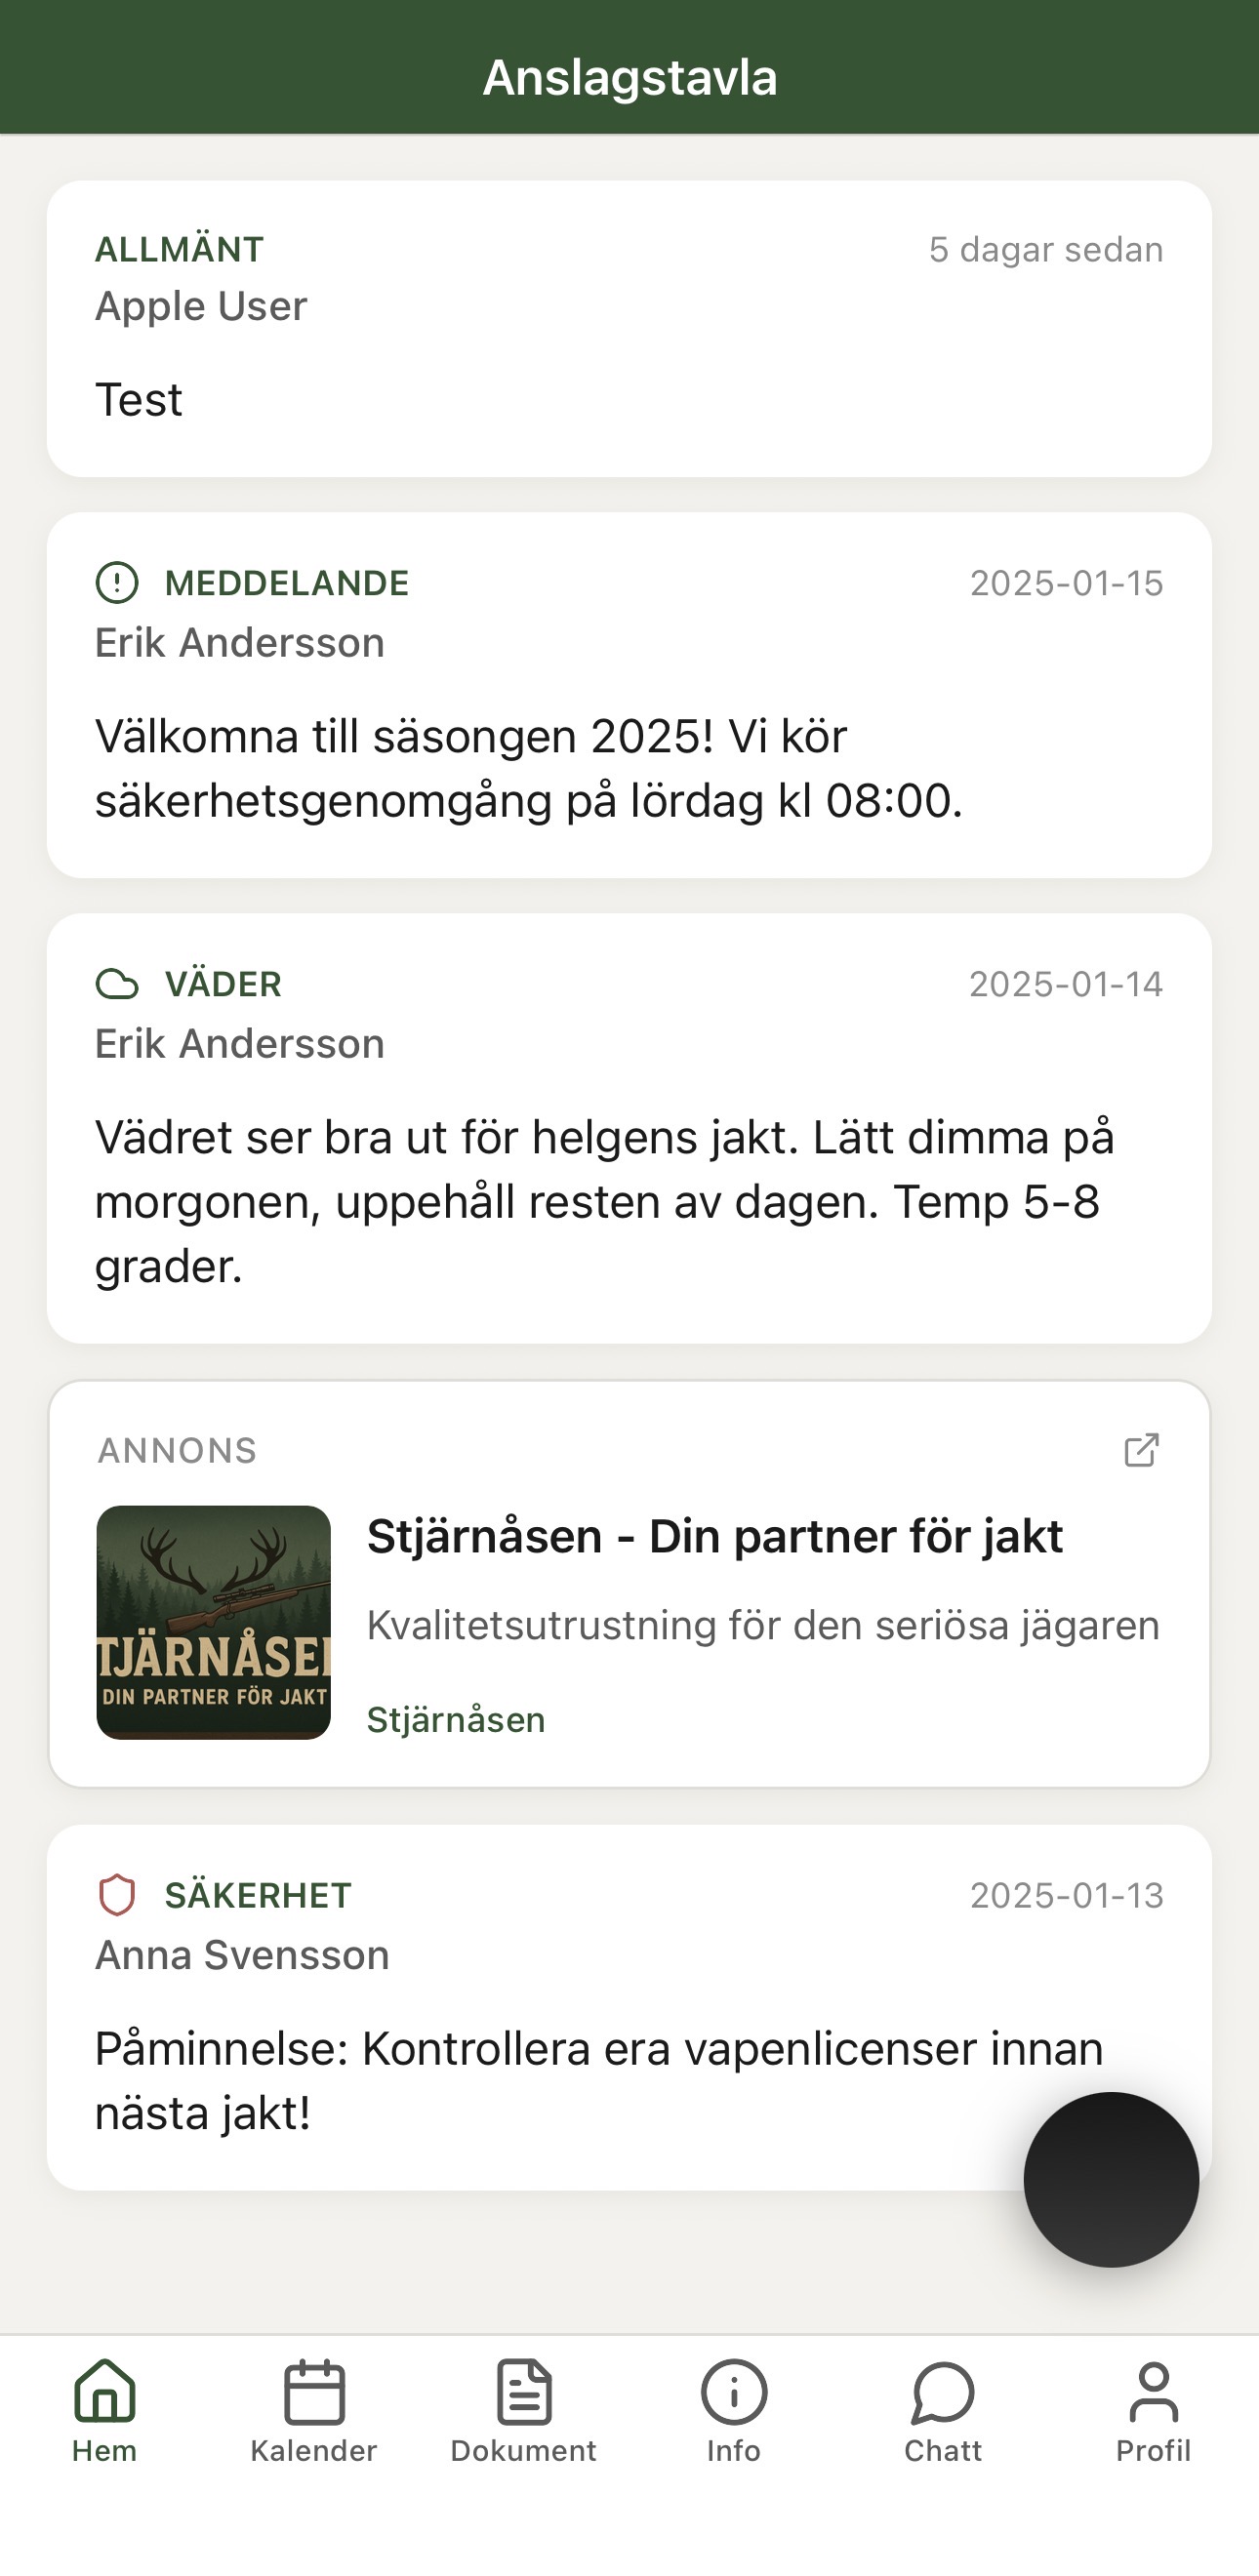 Anslagstavla
ALLMÄNT
5 dagar sedan
Apple User
Test
MEDDELANDE
2025-01-15
Erik Andersson
Välkomna till säsongen 2025! Vi kör
säkerhetsgenomgång på lördag kl 08:00.
VÄDER
2025-01-14
Erik Andersson
Vädret ser bra ut för helgens jakt. Lätt dimma på
morgonen, uppehåll resten av dagen. Temp 5-8
grader.
ANNONS
TJÄRNÅSE
DIN PARTNER FÖR JAKT
Stjärnåsen - Din partner för jakt
Kvalitetsutrustning för den seriösa jägaren
Stjärnåsen
SÄKERHET
2025-01-13
Anna Svensson
Påminnelse: Kontrollera era vapenlicenser innan
nästa jakt!
Hem
Kalender
Dokument
Info
Chatt
Profil